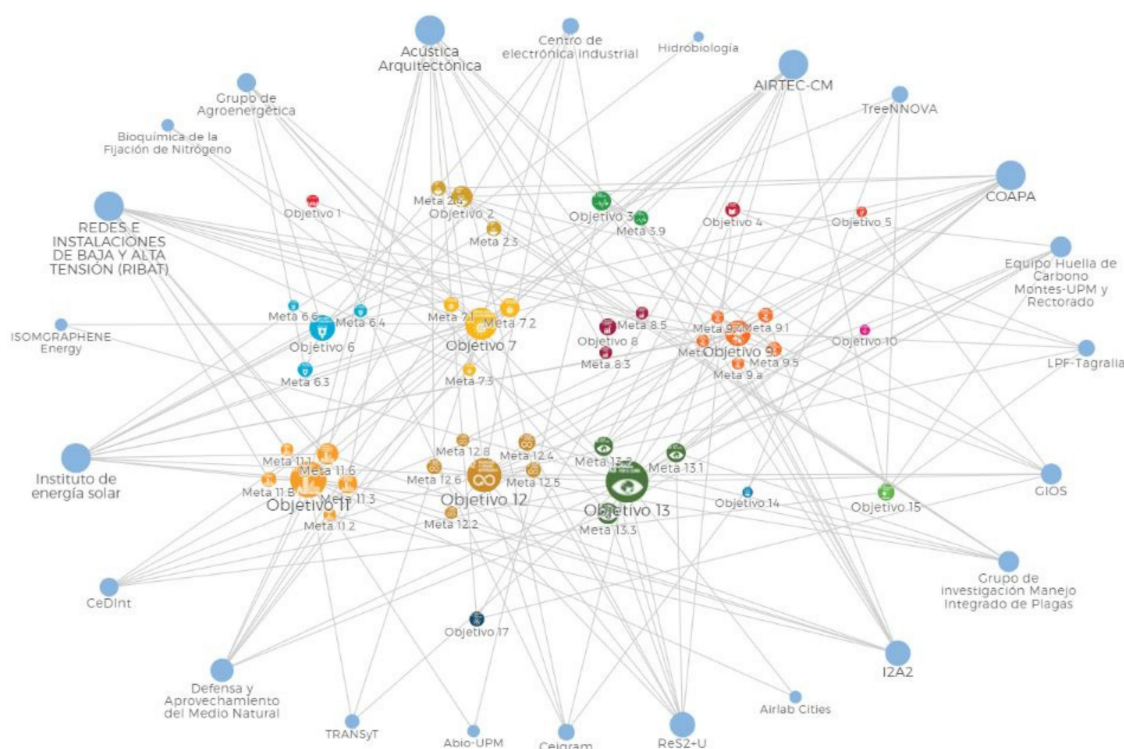 Acústica
Arquitectónica
Centro de
electrónica industrial
Hidrobiología
AIRTEC-CM
TreeNNOVA
Grupo de
Agroenergética
Bioquímica de la
Fijación de Nitrógeno
COAPA
REDES E
INSTALACIONES
DE BAJA Y ALTA
TENSIÓN (RIBAT)
Objetivo 1
Meta 2.4
Objetivo 2
Meta 2.3
Objetivo 3
Meta 3.9
Objetivo 4
Objetivo 5
Equipo Huella de
Carbono
Montes-UPM y
Rectorado
ISOMGRAPHENE
Energy
Meta 6.6
Meta 6.4
Objetivo 6
Meta 6.3
Meta 7.1
Meta 7.2
Objetivo 7
Meta 7.3
Meta 8.5
Objetivo 8
Meta 8.3
Meta 9.4
Meta 9.1
Objetivo 9
Meta 9.5
Meta 9.a
Objetivo 10
LPF-Tagralia
Instituto de
energía solar
Meta 11.1
Meta 11.6
Meta 11.3
Objetivo 11
Meta 11.2
Meta 12.8
Meta 12.4
Meta 12.6
Meta 12.5
Objetivo 12
Meta 12.2
Meta 13.2
Meta 13.1
Objetivo 13
Meta 13.3
Objetivo 14
Objetivo 15
GIOS
CeDInt
Grupo de
Investigación Manejo
Integrado de Plagas
Objetivo 17
I2A2
Defensa y
Aprovechamiento
del Medio Natural
TRANSyT
Abio-UPM
Ceigram
ReS2+U
Airlab Cities